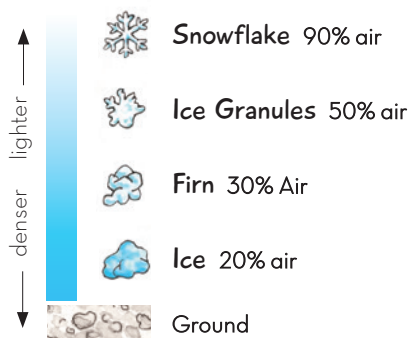 Snowflake 90% air
Ice Granules 50% air
Firn 30% Air
Ice 20% air
Ground
lighter
denser